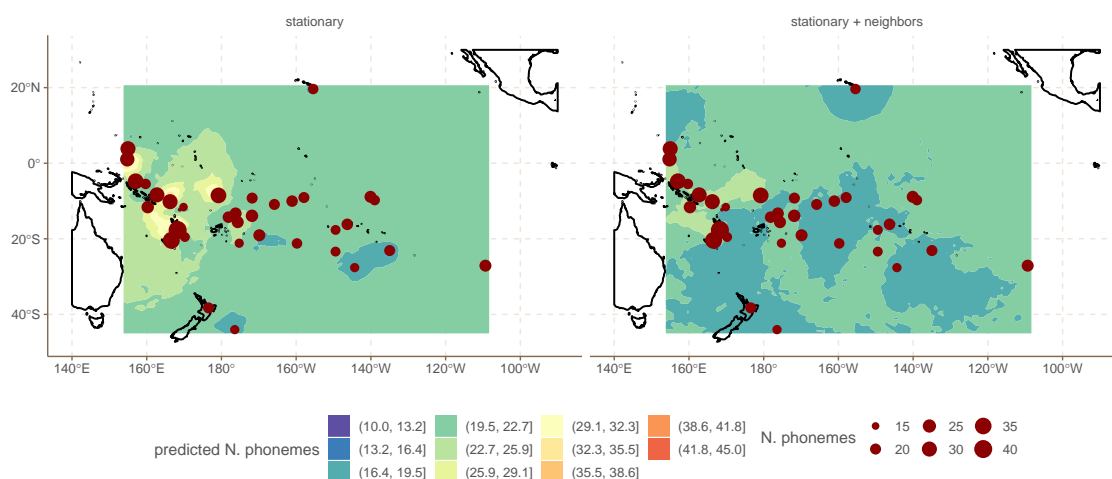 stationary
stationary + neighbors
20°N
0°
20°S
40°S
140°E 160°E 180° 160°W 140°W 120°W 100°W
140°E 160°E 180° 160°W 140°W 120°W 100°W
predicted N. phonemes
(10.0, 13.2] (19.5, 22.7] (29.1, 32.3] (38.6, 41.8]
(13.2, 16.4] (22.7, 25.9] (32.3, 35.5] (41.8, 45.0]
(16.4, 19.5] (25.9, 29.1] (35.5, 38.6]
N. phonemes
15 25 35
20 30 40